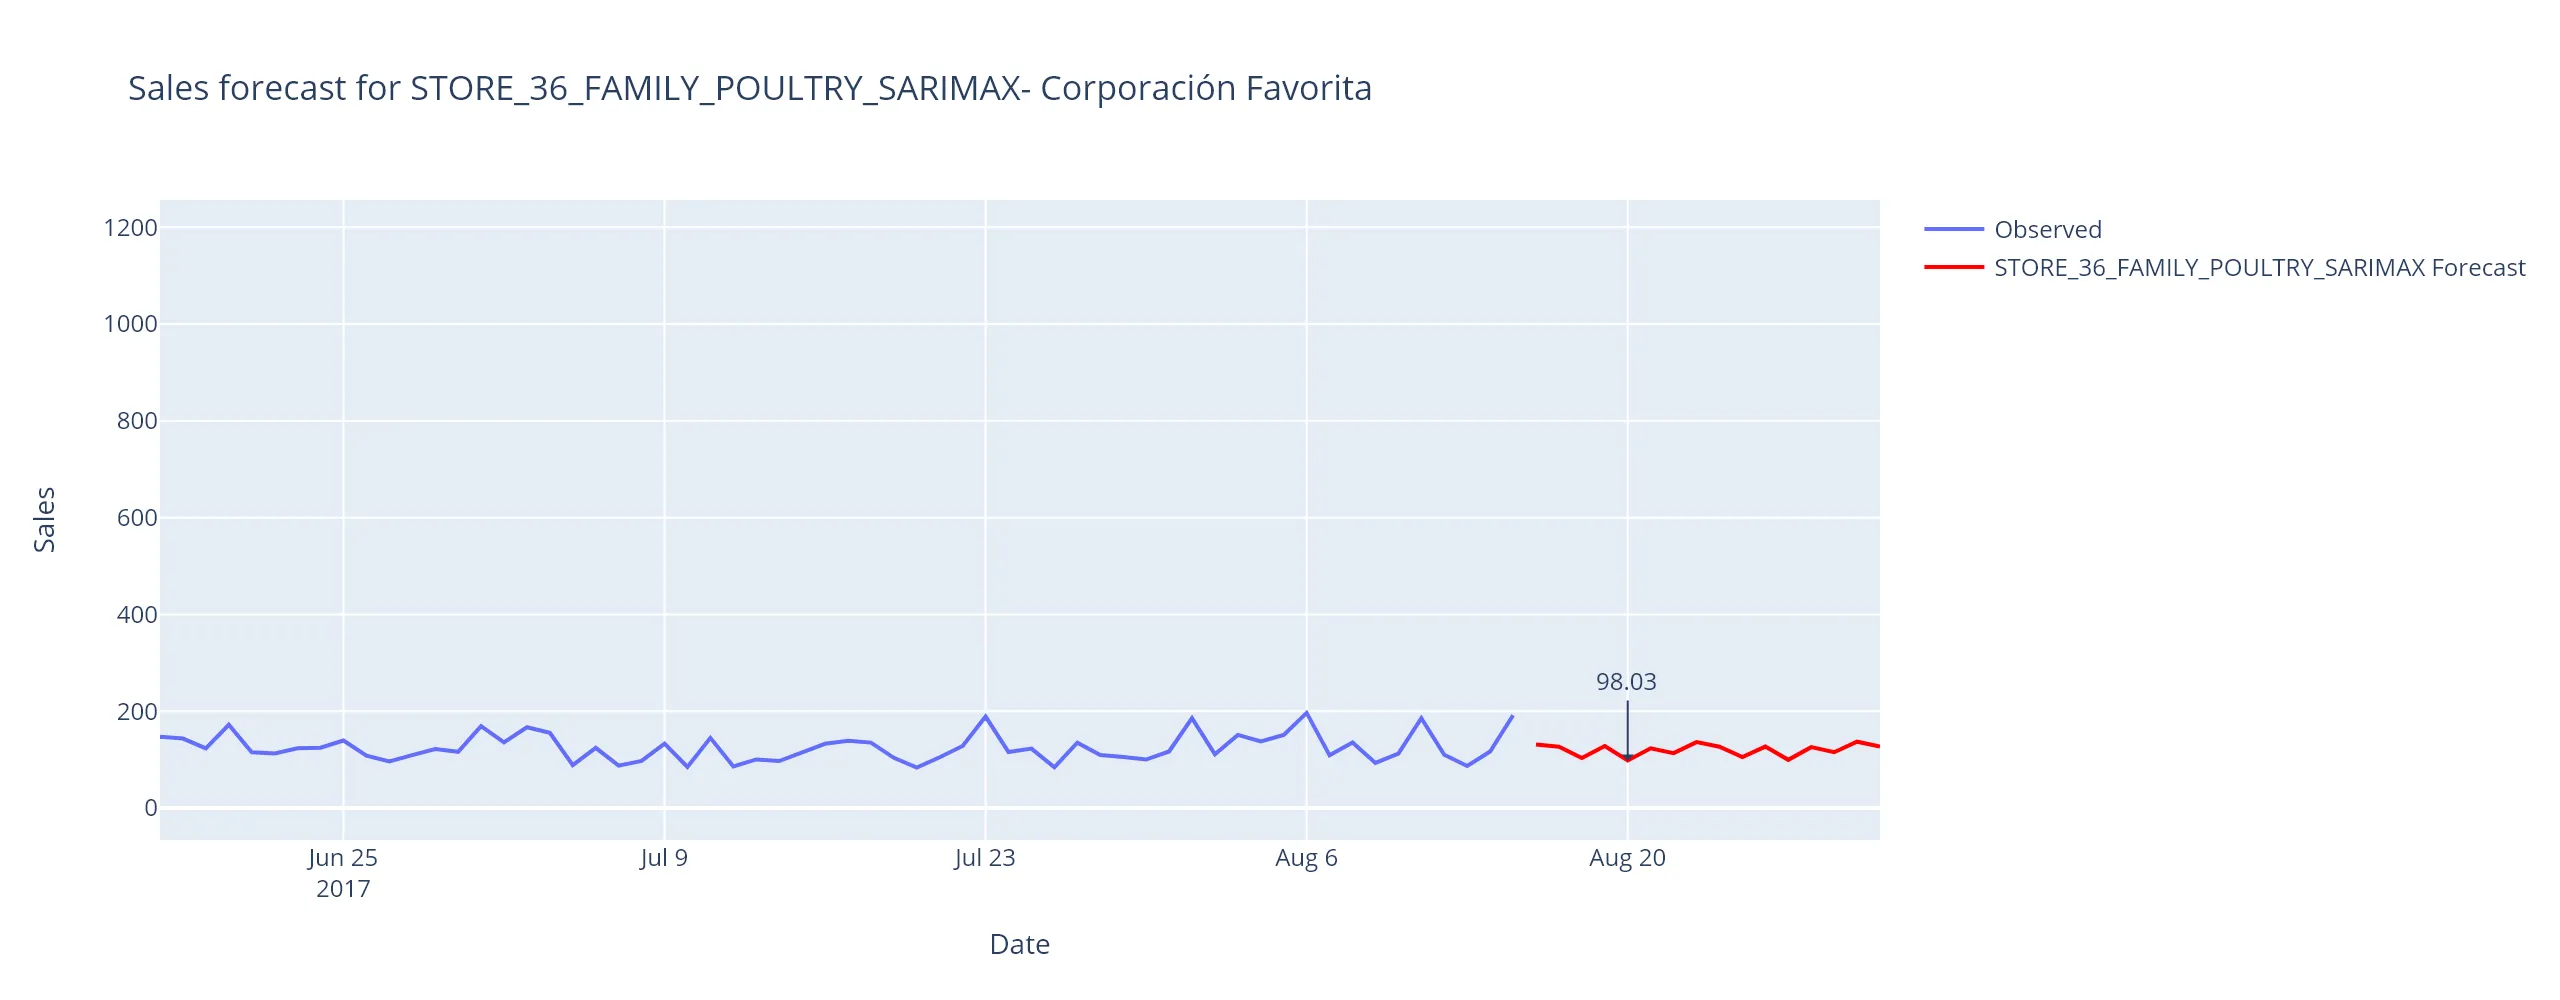 Sales forecast for STORE_36_FAMILY_POULTRY_SARIMAX- Corporación Favorita
Observed
STORE_36_FAMILY_POULTRY_SARIMAX Forecast
1200
1000
800
600
400
200
0
Sales
98.03
Jun 25
2017
Jul 9
Jul 23
Aug 6
Aug 20
Date